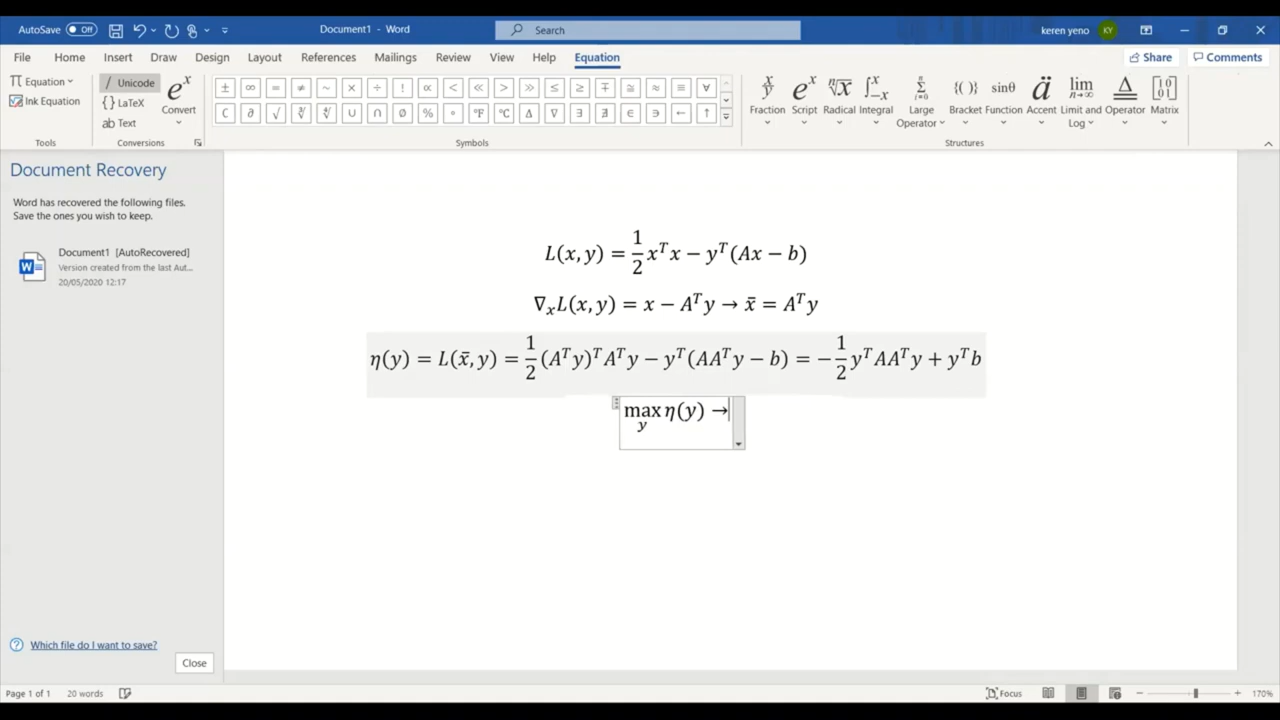 AutoSave Off Document1 - Word Search keren yeno KY
File Home Insert Draw Design Layout References Mailings Review View Help Equation Share Comments
π Equation Unicode
Ink Equation { } LaTeX
ab Text
e^x Convert
± ∞ = ≠ ~ × ÷ ! ∝ < ≪ > ≫ ≤ ≥ ∓ ≅ ≈ ≡ ∀
∁ ∂ √ ∛ ∜ ∪ ∩ ∅ % ° °F °C ∆ ∇ ∃ ∄ ∈ ∋ ← ↑
Fraction Script Radical Integral Large Operator Bracket Function Accent Limit and Log Operator Matrix
Tools Conversions Symbols Structures
Document Recovery
Word has recovered the following files.
Save the ones you wish to keep.
Document1 [AutoRecovered]
Version created from the last Aut...
20/05/2020 12:17
L(x, y) = 1/2 x^T x − y^T(Ax − b)
∇_x L(x, y) = x − A^T y → x̄ = A^T y
η(y) = L(x̄, y) = 1/2 (A^T y)^T A^T y − y^T(AA^T y − b) = −1/2 y^T AA^T y + y^T b
max_y η(y) →
Which file do I want to save?
Close
Page 1 of 1 20 words Focus 170%